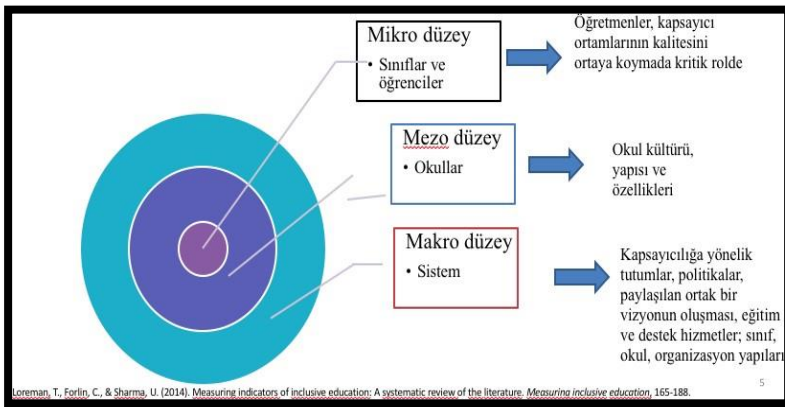 Mikro düzey
• Sınıflar ve
öğrenciler
Öğretmenler, kapsayıcı
ortamlarının kalitesini
ortaya koymada kritik rolde
Mezo düzey
• Okullar
Okul kültürü,
yapısı ve
özellikleri
Makro düzey
• Sistem
Kapsayıcılığa yönelik
tutumlar, politikalar,
paylaşılan ortak bir
vizyonun oluşması, eğitim
ve destek hizmetler; sınıf,
okul, organizasyon yapıları
Loreman, T., Forlin, C., & Sharma, U. (2014). Measuring indicators of inclusive education: A systematic review of the literature. Measuring inclusive education, 165-188.
5